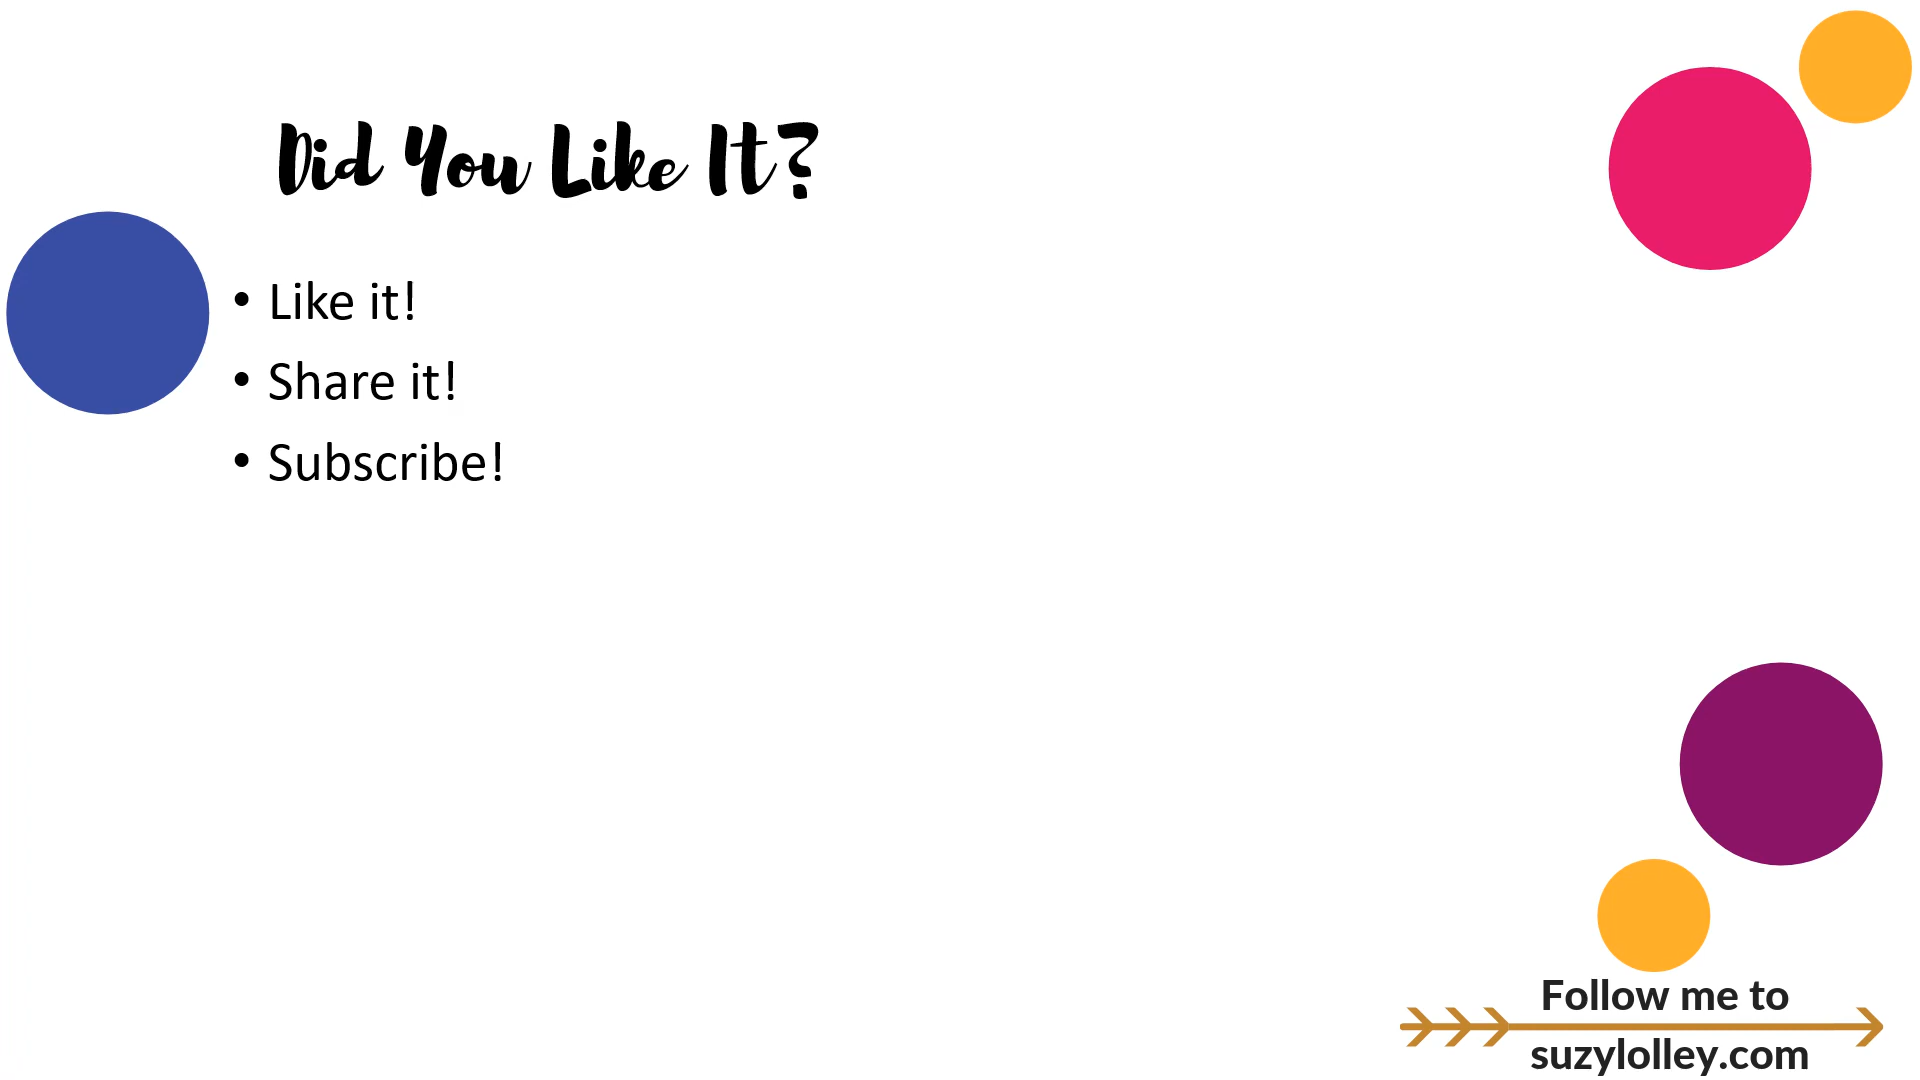 Did You Like It?
• Like it!
• Share it!
• Subscribe!
Follow me to
suzylolley.com